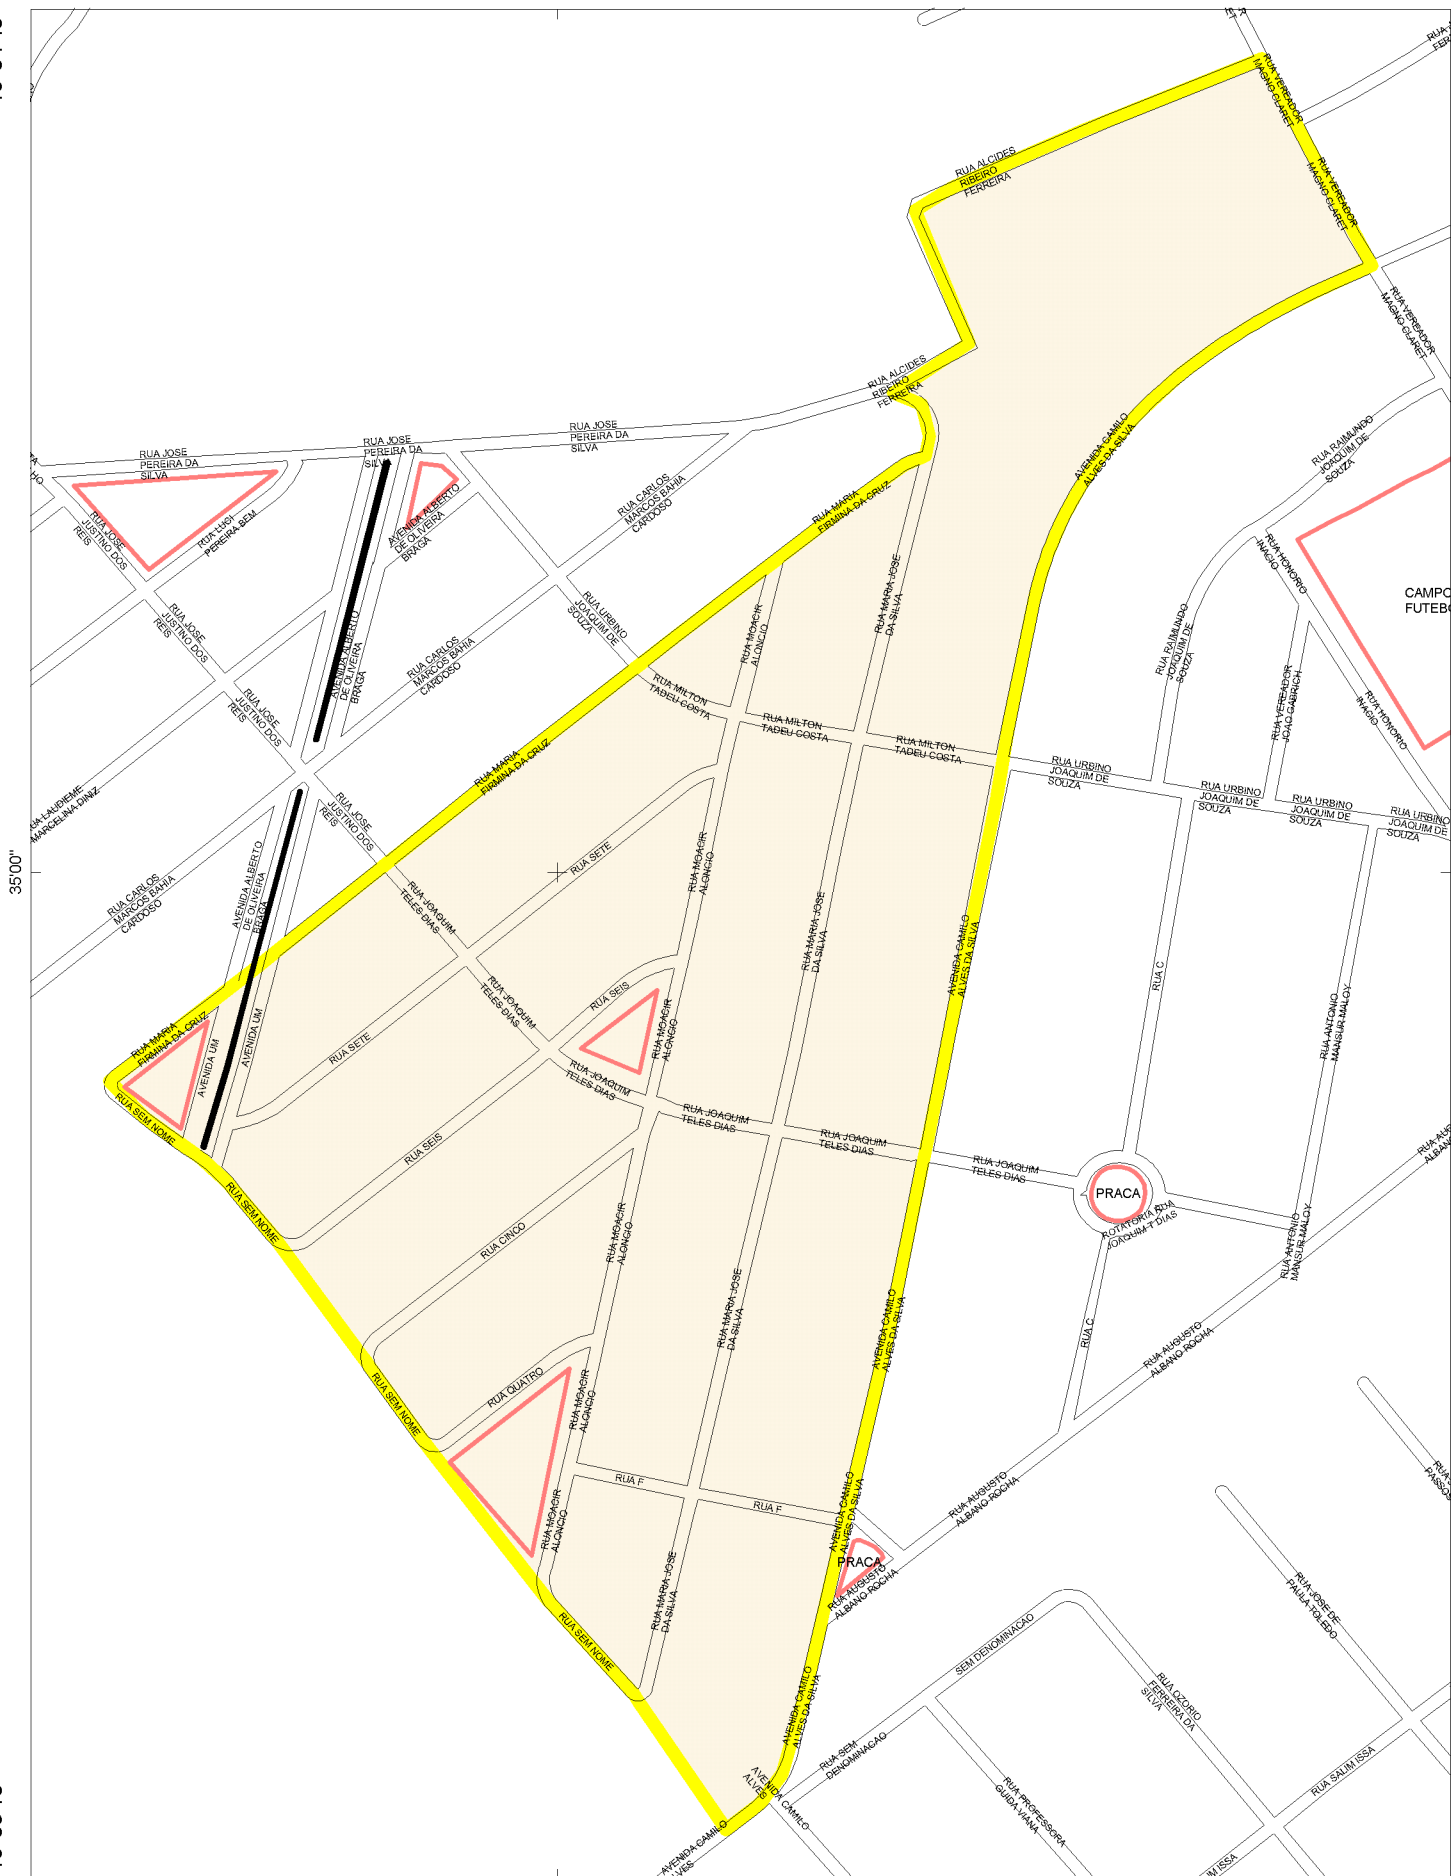 RUA VEREADOR
MAGNO CLARET
RUA VEREADOR
MAGNO CLARET
RUA VEREADOR
MAGNO CLARET
RUA ALCIDES
RIBEIRO
FERREIRA
RUA ALCIDES
RIBEIRO
FERREIRA
RUA JOSE
PEREIRA DA
SILVA
RUA JOSE
PEREIRA DA
SILVA
RUA JOSE
PEREIRA DA
SILVA
AVENIDA CAMILO
ALVES DA SILVA
RUA RAIMUNDO
JOAQUIM DE
SOUZA
RUA JOSE
JUSTINO DOS
REIS
RUA LUCI
PEREIRA BEM
AVENIDA ALBERTO
DE OLIVEIRA
BRAGA
RUA CARLOS
MARCOS BAHIA
CARDOSO
RUA MARIA
FIRMINA DA CRUZ
RUA HONORIO
INACIO
CAMPO
FUTEB
RUA JOSE
JUSTINO DOS
REIS
RUA URBINO
JOAQUIM DE
SOUZA
RUA MARIA JOSE
DA SILVA
RUA MOACIR
ALONCIO
RUA RAIMUNDO
JOAQUIM DE
SOUZA
AVENIDA ALBERTO
DE OLIVEIRA
BRAGA
RUA CARLOS
MARCOS BAHIA
CARDOSO
RUA MILTON
TADEU COSTA
RUA VEREADOR
JOAO GABRICH
RUA HONORIO
INACIO
RUA JOSE
JUSTINO DOS
REIS
RUA MILTON
TADEU COSTA
RUA MILTON
TADEU COSTA
RUA MARIA
FIRMINA DA CRUZ
RUA URBINO
JOAQUIM DE
SOUZA
RUA URBINO
JOAQUIM DE
SOUZA
RUA URBINO
JOAQUIM DE
SOUZA
RUA URBINO
JOAQUIM DE
SOUZA
UA LAUDIEME
MARCELINA DINIZ
RUA JOSE
JUSTINO DOS
REIS
35'00"
RUA SETE
RUA MOACIR
ALONCIO
RUA CARLOS
MARCOS BAHIA
CARDOSO
AVENIDA ALBERTO
DE OLIVEIRA
BRAGA
RUA JOAQUIM
TELES DIAS
RUA MARIA JOSE
DA SILVA
AVENIDA CAMILO
ALVES DA SILVA
RUA C
RUA ANTONIO
MANSUR MALOY
RUA JOAQUIM
TELES DIAS
RUA SEIS
RUA MOACIR
ALONCIO
RUA MARIA
FIRMINA DA CRUZ
AVENIDA UM
AVENIDA UM
RUA SETE
RUA JOAQUIM
TELES DIAS
RUA SEM NOME
RUA JOAQUIM
TELES DIAS
RUA JOAQUIM
TELES DIAS
RUA JOAQUIM
TELES DIAS
RUA SEIS
PRACA
ROTATORIA RUA
JOAQUIM T DIAS
RUA ANTONIO
MANSUR MALOY
RUA SEM NOME
RUA CINCO
RUA MOACIR
ALONCIO
RUA MARIA JOSE
DA SILVA
AVENIDA CAMILO
ALVES DA SILVA
RUA C
RUA AUGUSTO
ALBANO ROCHA
RUA SEM NOME
RUA QUATRO
RUA MOACIR
ALONCIO
RUA F
RUA F
RUA AUGUSTO
ALBANO ROCHA
RUA MOACIR
ALONCIO
AVENIDA CAMILO
ALVES DA SILVA
PRACA
RUA AUGUSTO
ALBANO ROCHA
RUA MARIA JOSE
DA SILVA
RUA SEM NOME
RUA JOSE DE
PAULA TOLEDO
SEM DENOMINACAO
RUA OZORIO
FERREIRA DA
SILVA
AVENIDA CAMILO
ALVES DA SILVA
RUA SEM
DENOMINACAO
AVENIDA CAMILO
ALVES
RUA SALIM ISSA
RUA PROFESSORA
GUIDA VIANA
AVENIDA CAMILO
LVES
IM ISSA